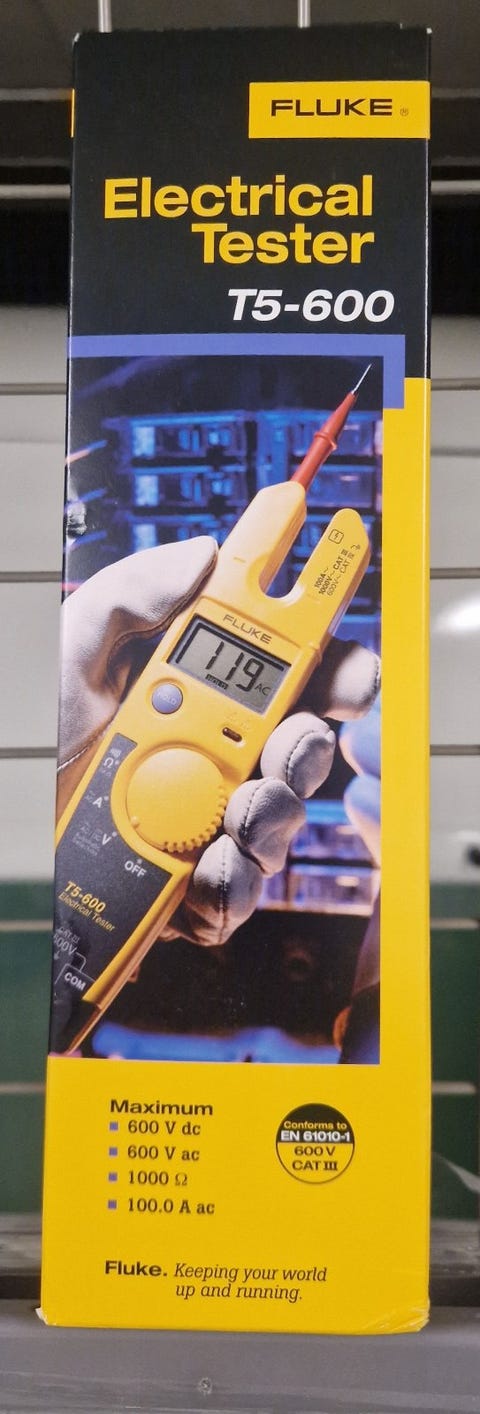 FLUKE ®
Electrical
Tester
T5-600
FLUKE
119 AC
HOLD
Ω
A
V
OFF
T5-600
Electrical Tester
600V
COM
Maximum
600 V dc
600 V ac
1000 Ω
100.0 A ac
Conforms to
EN 61010-1
600 V
CAT III
Fluke. Keeping your world
up and running.